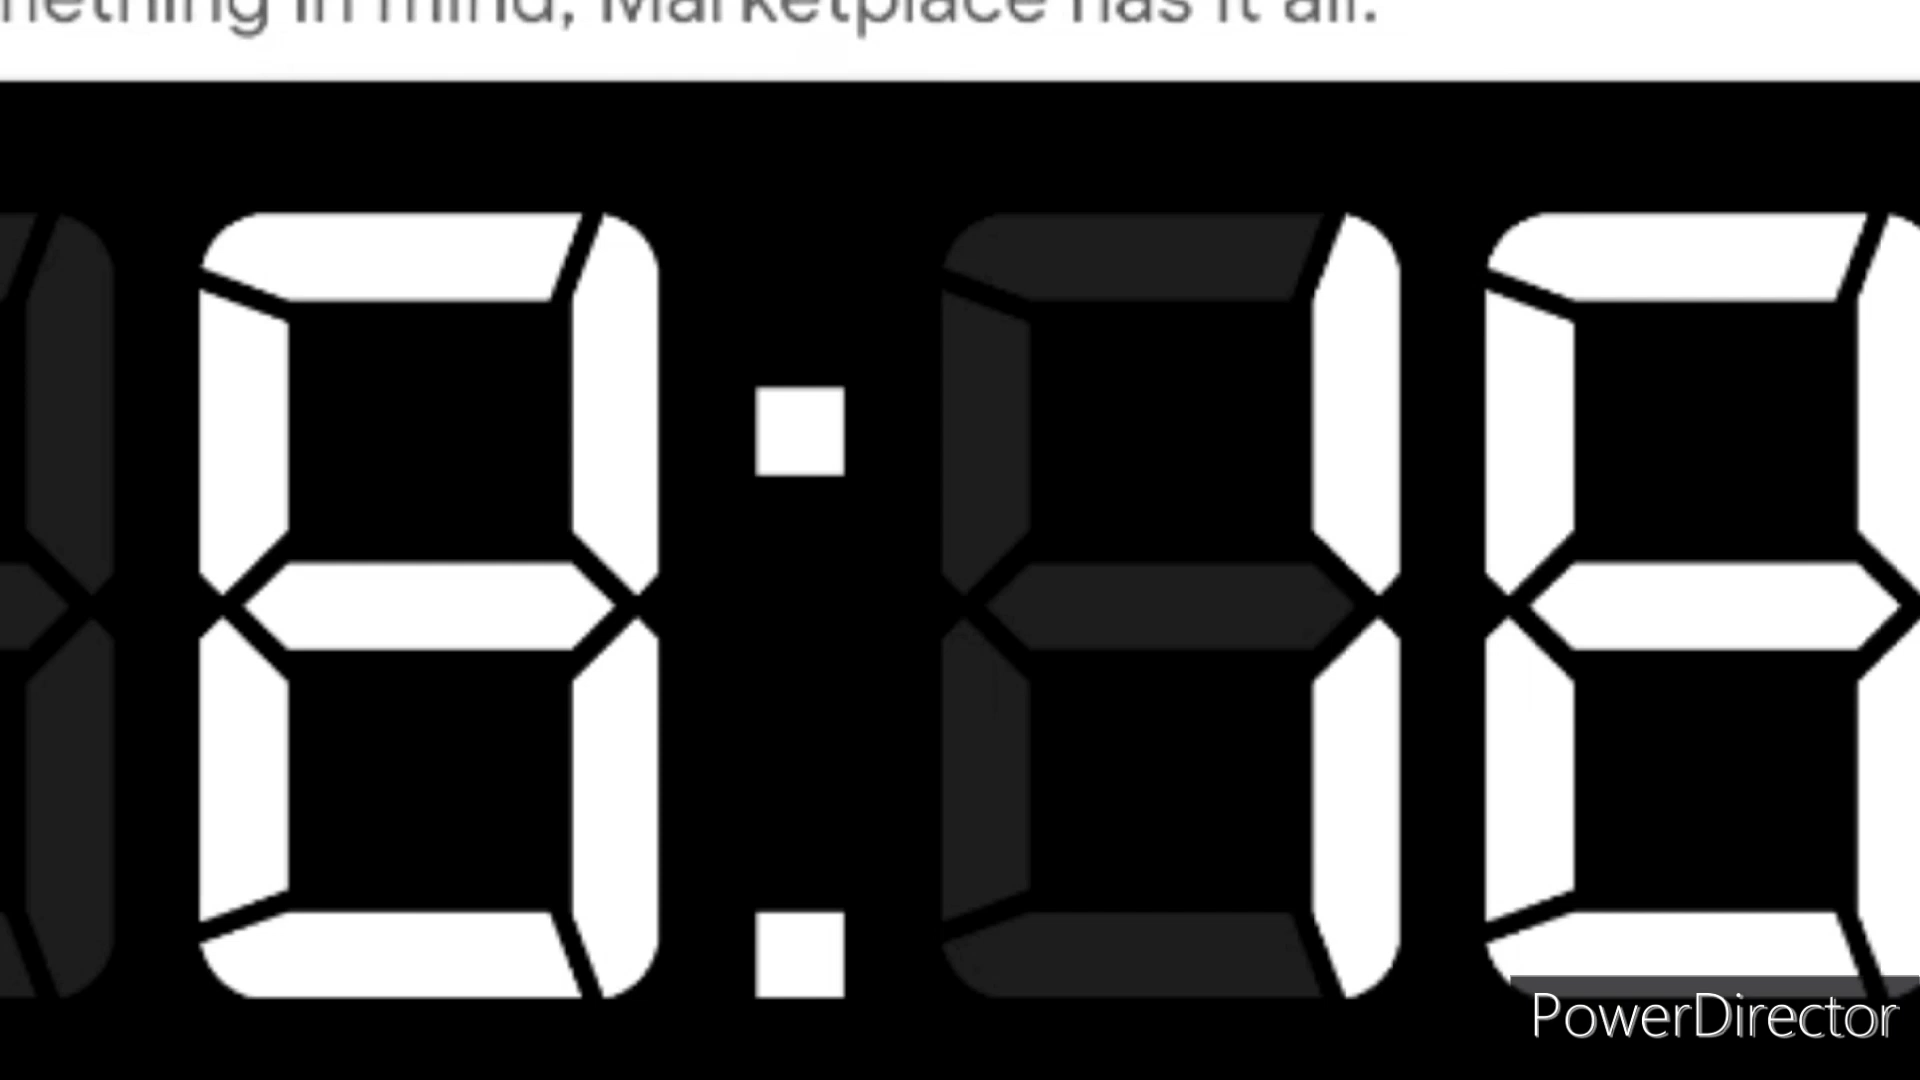 in mind, Marketplace has it all.
8:18
PowerDirector